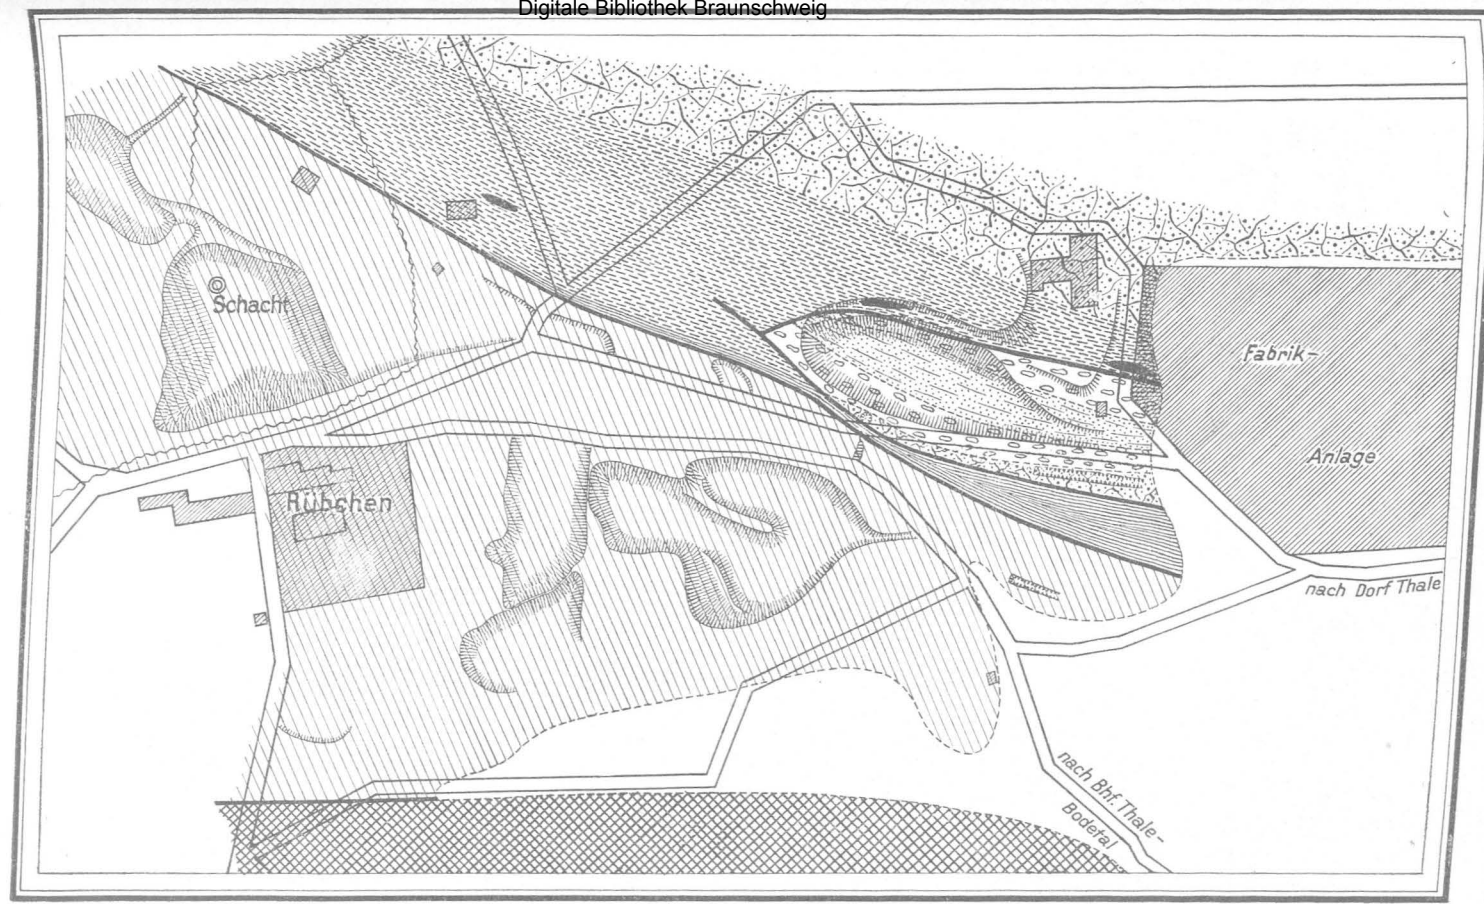 Digitale Bibliothek Braunschweig
Schacht
Fabrik-
Anlage
Rübchen
nach Dorf Thale
nach Bhf. Thale-
Bodetal